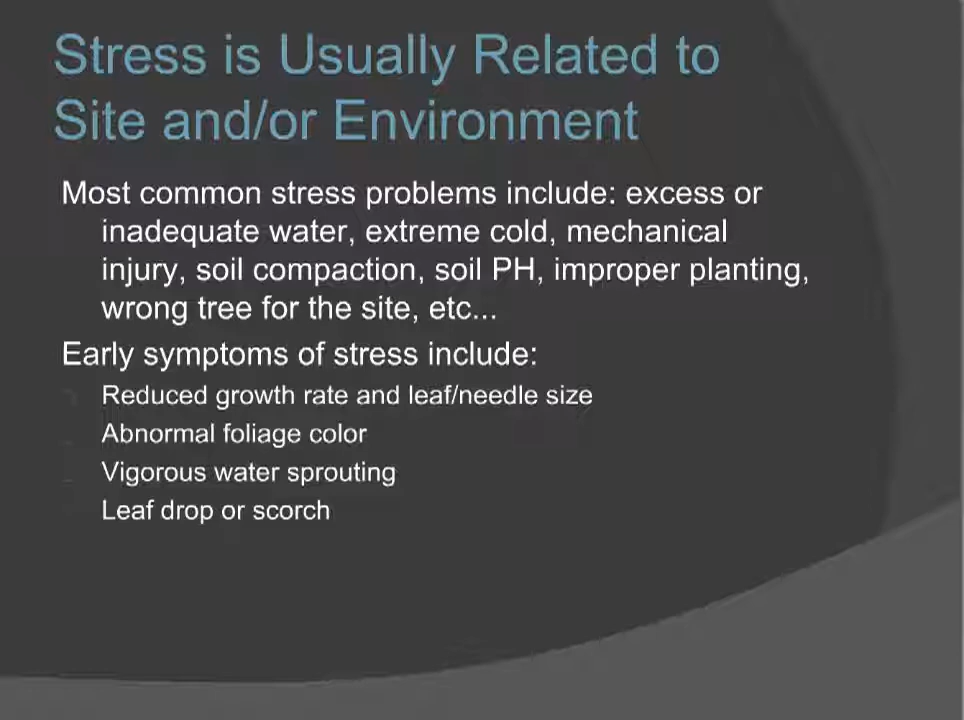 Stress is Usually Related to
Site and/or Environment
Most common stress problems include: excess or
inadequate water, extreme cold, mechanical
injury, soil compaction, soil PH, improper planting,
wrong tree for the site, etc...
Early symptoms of stress include:
Reduced growth rate and leaf/needle size
Abnormal foliage color
Vigorous water sprouting
Leaf drop or scorch